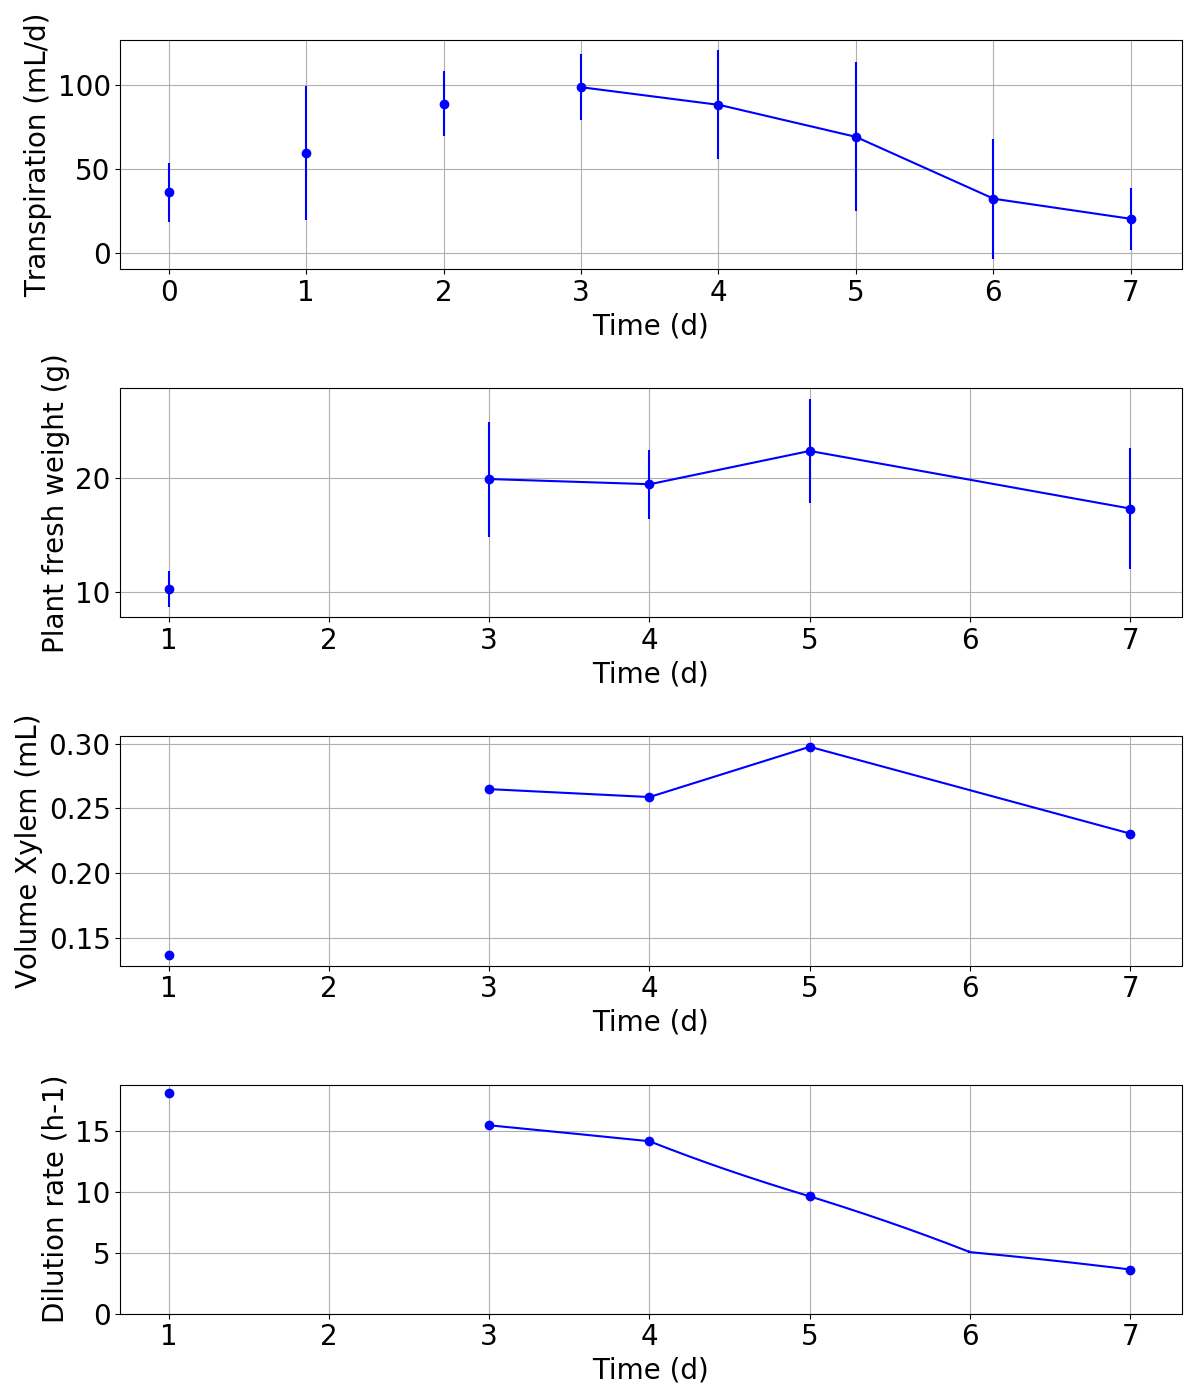 Transpiration (mL/d)
100
50
0
0 1 2 3 4 5 6 7
Time (d)
Plant fresh weight (g)
20
10
1 2 3 4 5 6 7
Time (d)
Volume Xylem (mL)
0.30
0.25
0.20
0.15
1 2 3 4 5 6 7
Time (d)
Dilution rate (h-1)
15
10
5
0
1 2 3 4 5 6 7
Time (d)